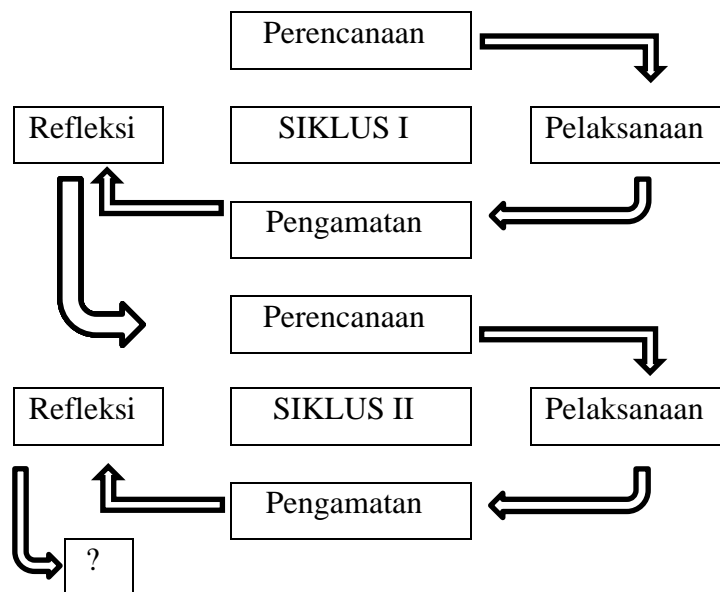 Perencanaan
Refleksi
SIKLUS I
Pelaksanaan
Pengamatan
Perencanaan
Refleksi
SIKLUS II
Pelaksanaan
Pengamatan
?